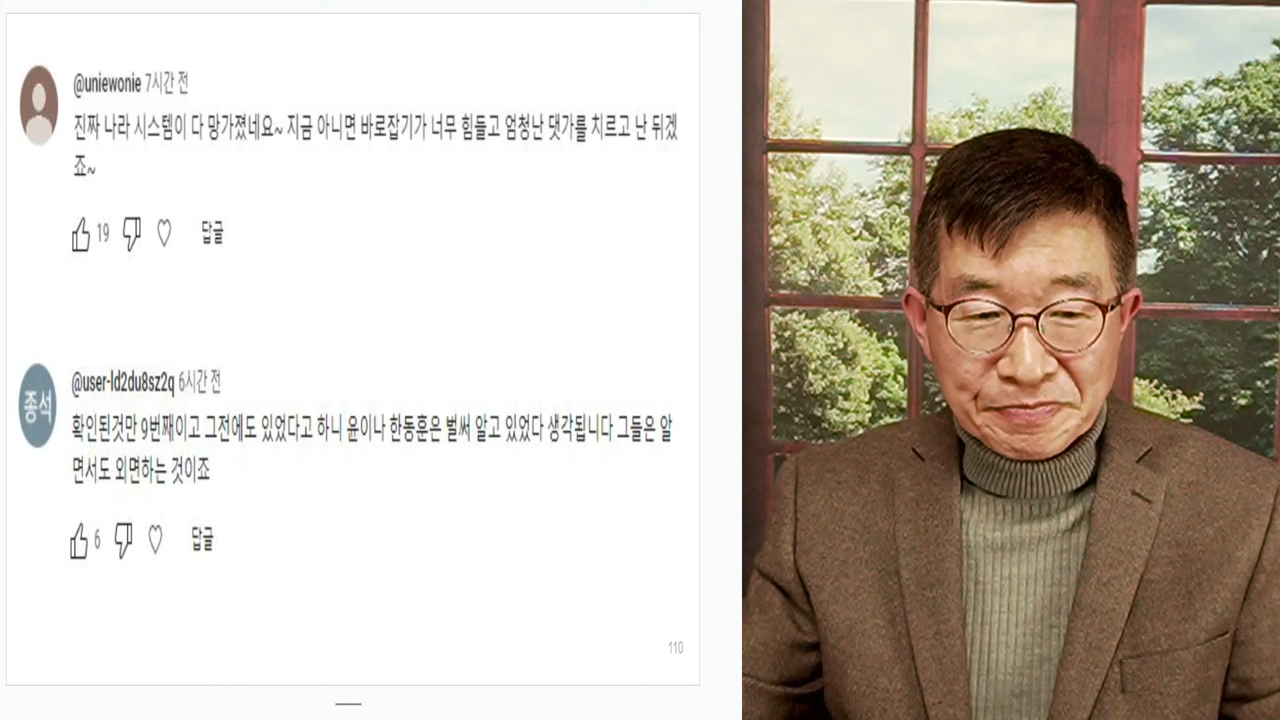 @uniewonie 7시간 전
진짜 나라 시스템이 다 망가졌네요~ 지금 아니면 바로잡기가 너무 힘들고 엄청난 댓가를 치르고 난 뒤겠
죠~
19 답글
종석
@user-ld2du8sz2q 6시간 전
확인된것만 9번째이고 그전에도 있었다고 하니 윤이나 한동훈은 벌써 알고 있었다 생각됩니다 그들은 알
면서도 외면하는 것이죠
6 답글
110